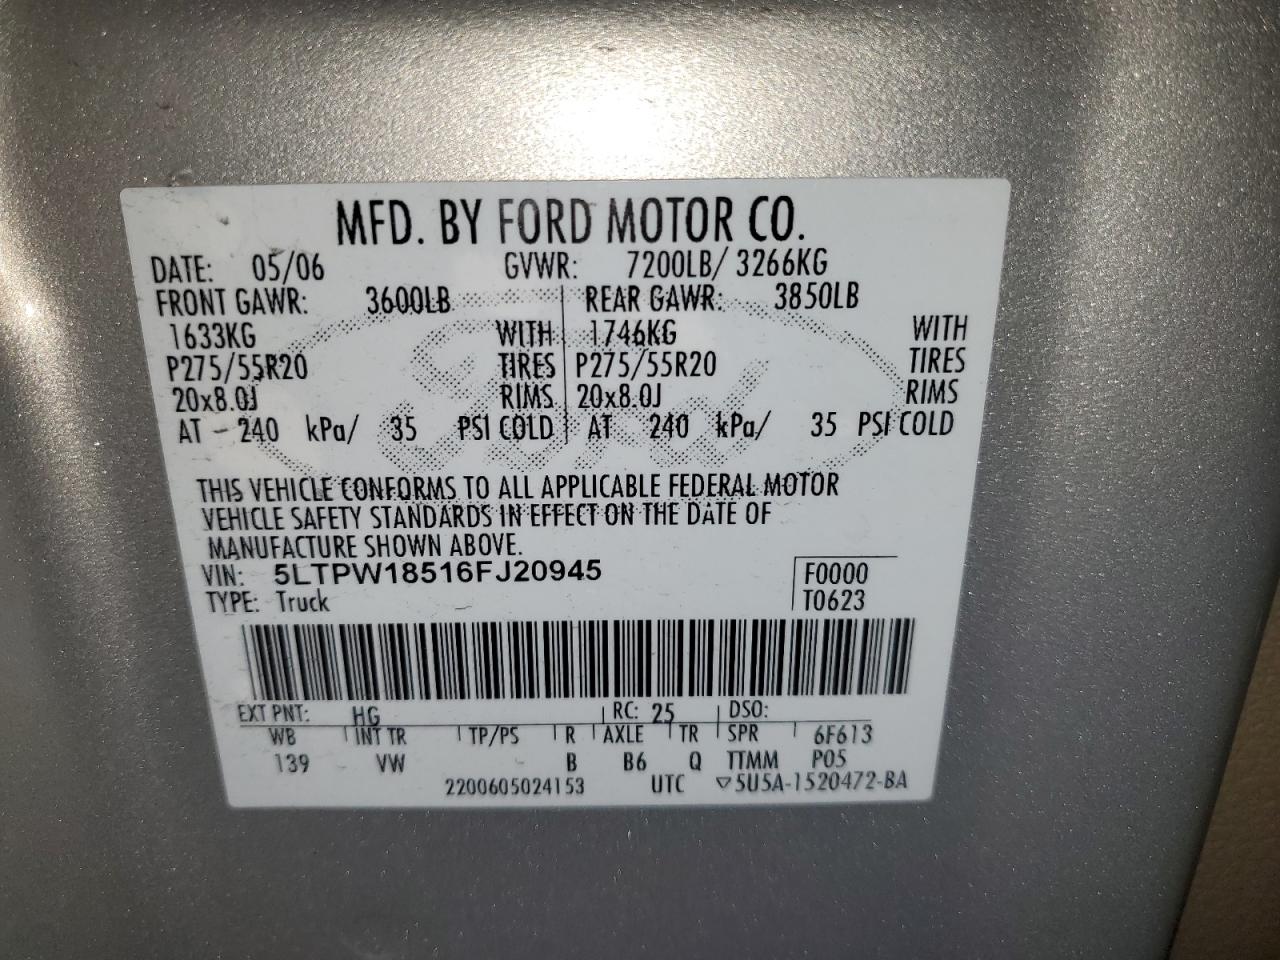 MFD. BY FORD MOTOR CO.
DATE: 05/06 GVWR: 7200LB/ 3266KG
FRONT GAWR: 3600LB REAR GAWR: 3850LB
1633KG WITH 1746KG WITH
P275/55R20 TIRES P275/55R20 TIRES
20x8.0J RIMS 20x8.0J RIMS
AT - 240 kPa/ 35 PSI COLD AT 240 kPa/ 35 PSI COLD
Ford
THIS VEHICLE CONFORMS TO ALL APPLICABLE FEDERAL MOTOR
VEHICLE SAFETY STANDARDS IN EFFECT ON THE DATE OF
MANUFACTURE SHOWN ABOVE.
VIN: 5LTPW18516FJ20945 F0000
TYPE: Truck T0623
EXT PNT: HG RC: 25 DSO:
WB INT TR TP/PS R AXLE TR SPR 6F613
139 VW B B6 Q TTMM P05
2200605024153 UTC ▽5U5A-1520472-BA